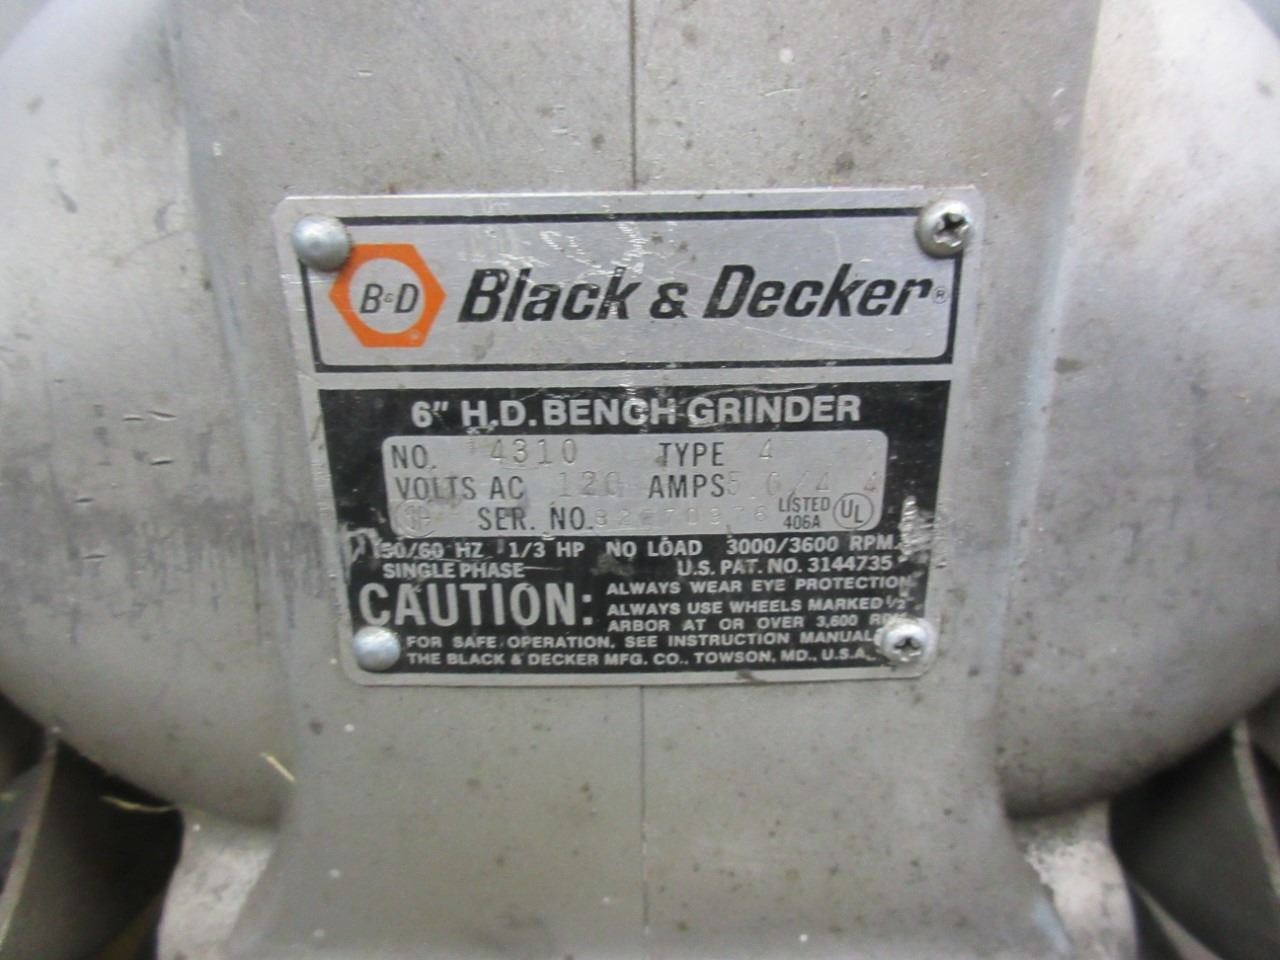 B&D Black & Decker®
6" H.D. BENCH GRINDER
NO. 4310 TYPE 4
VOLTS AC 120 AMPS
SER. NO. LISTED 406A UL
50/60 HZ 1/3 HP NO LOAD 3000/3600 RPM
SINGLE PHASE U.S. PAT. NO. 3144735
CAUTION: ALWAYS WEAR EYE PROTECTION
ALWAYS USE WHEELS MARKED 1/2"
ARBOR AT OR OVER 3,600 RPM
FOR SAFE OPERATION, SEE INSTRUCTION MANUAL
THE BLACK & DECKER MFG. CO., TOWSON, MD., U.S.A.